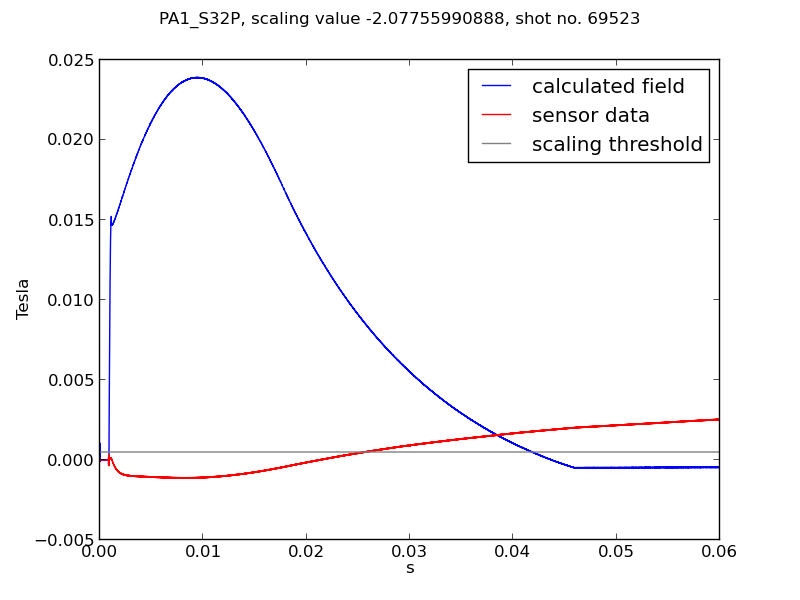 PA1_S32P, scaling value -2.07755990888, shot no. 69523
calculated field
sensor data
scaling threshold
Tesla
0.025
0.020
0.015
0.010
0.005
0.000
−0.005
0.00 0.01 0.02 0.03 0.04 0.05 0.06
s